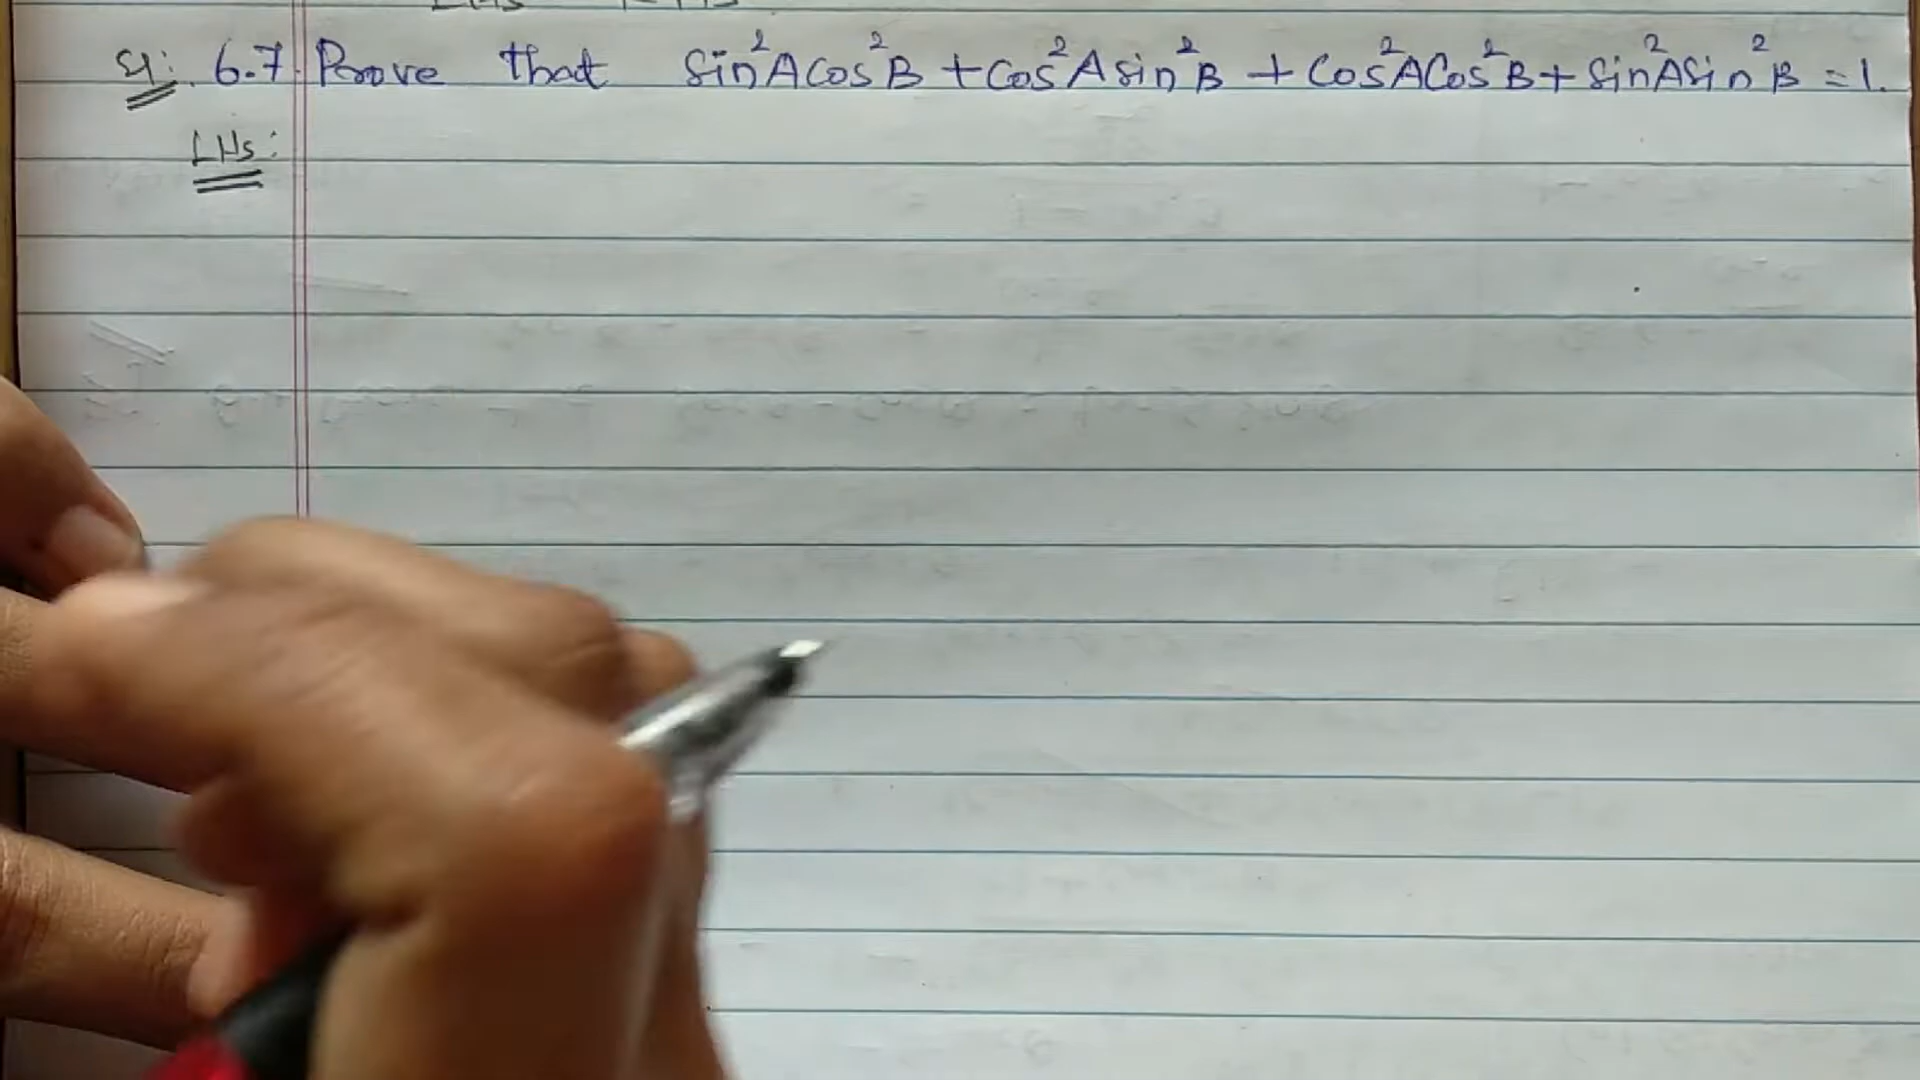 6.7 Prove that sin²A cos²B + cos²A sin²B + cos²A cos²B + sin²A sin²B = 1.
LHS: